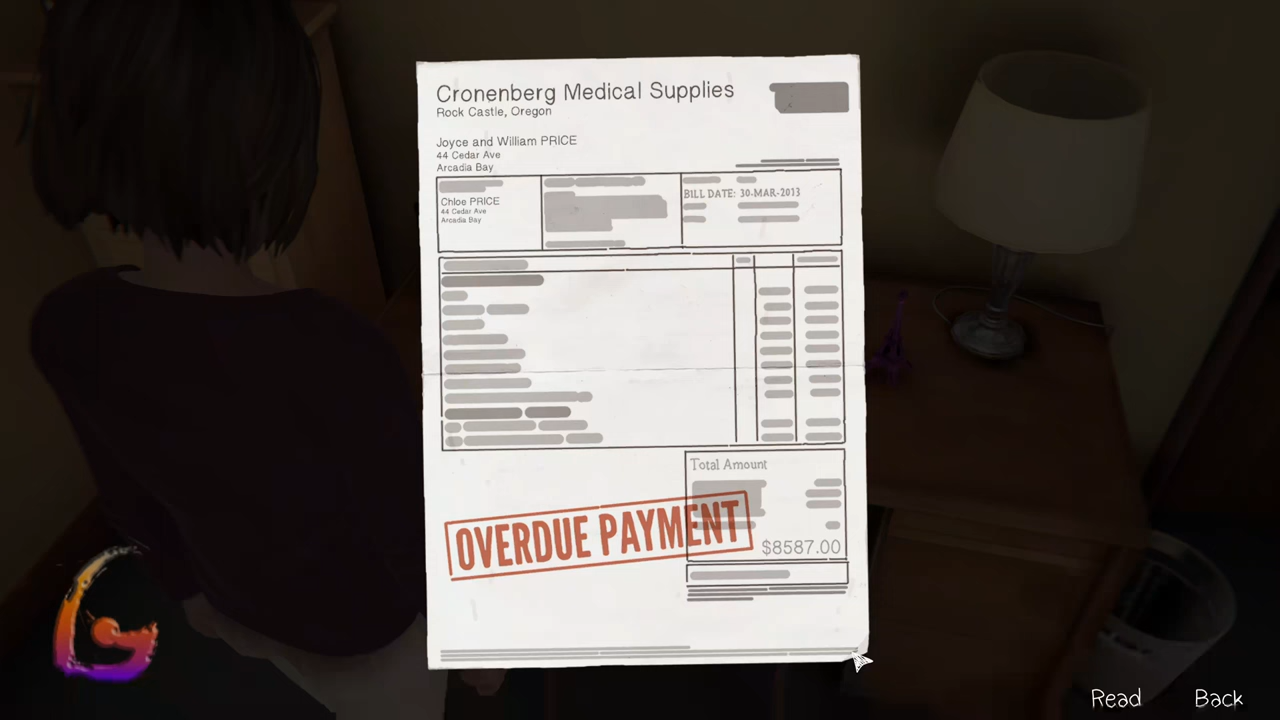 Cronenberg Medical Supplies
Rock Castle, Oregon
Joyce and William PRICE
44 Cedar Ave
Arcadia Bay
Chloe PRICE
44 Cedar Ave
Arcadia Bay
BILL DATE: 30-MAR-2013
Total Amount
OVERDUE PAYMENT
$8587.00
Read
Back